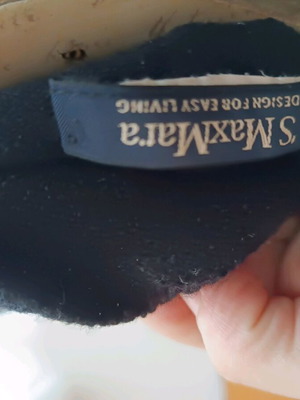 'S MaxMara
DESIGN FOR EASY LIVING